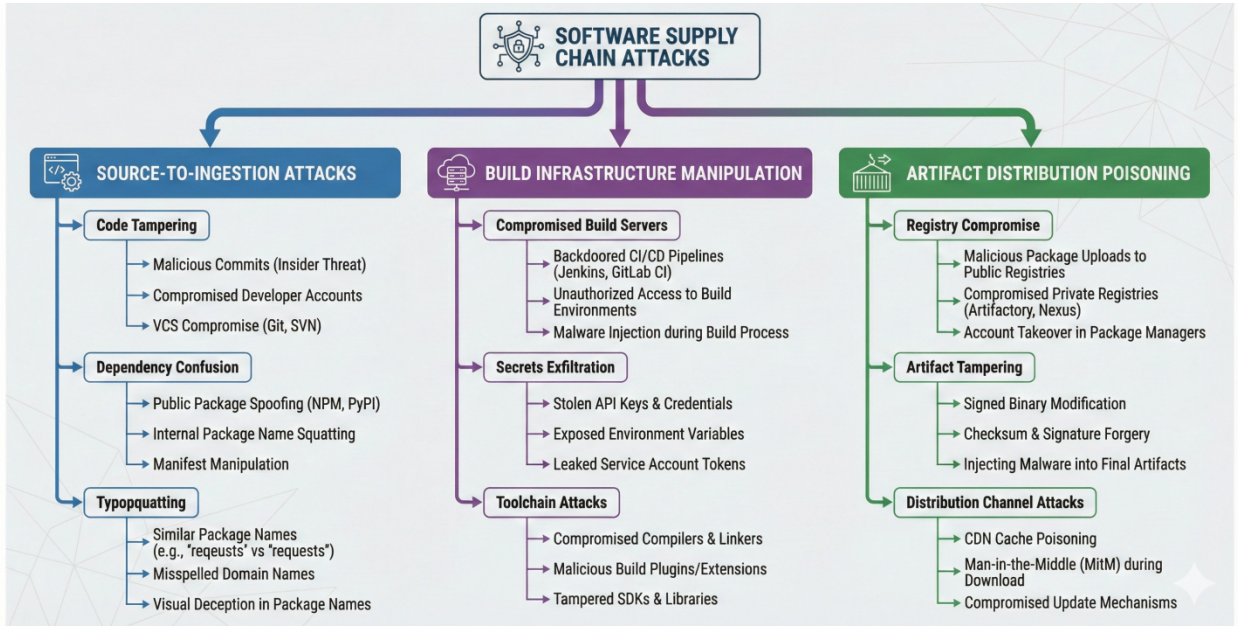 SOFTWARE SUPPLY
CHAIN ATTACKS
SOURCE-TO-INGESTION ATTACKS
Code Tampering
Malicious Commits (Insider Threat)
Compromised Developer Accounts
VCS Compromise (Git, SVN)
Dependency Confusion
Public Package Spoofing (NPM, PyPI)
Internal Package Name Squatting
Manifest Manipulation
Typopquatting
Similar Package Names
(e.g., "reqeusts' vs "requests")
Misspelled Domain Names
Visual Deception in Package Names
BUILD INFRASTRUCTURE MANIPULATION
Compromised Build Servers
Backdoored CI/CD Pipelines
(Jenkins, GitLab CI)
Unauthorized Access to Build
Environments
Malware Injection during Build Process
Secrets Exfiltration
Stolen API Keys & Credentials
Exposed Environment Variables
Leaked Service Account Tokens
Toolchain Attacks
Compromised Compilers & Linkers
Malicious Build Plugins/Extensions
Tampered SDKs & Libraries
ARTIFACT DISTRIBUTION POISONING
Registry Compromise
Malicious Package Uploads to
Public Registries
Compromised Private Registries
(Artifactory, Nexus)
Account Takeover in Package Managers
Artifact Tampering
Signed Binary Modification
Checksum & Signature Forgery
Injecting Malware into Final Artifacts
Distribution Channel Attacks
CDN Cache Poisoning
Man-in-the-Middle (MitM) during
Download
Compromised Update Mechanisms